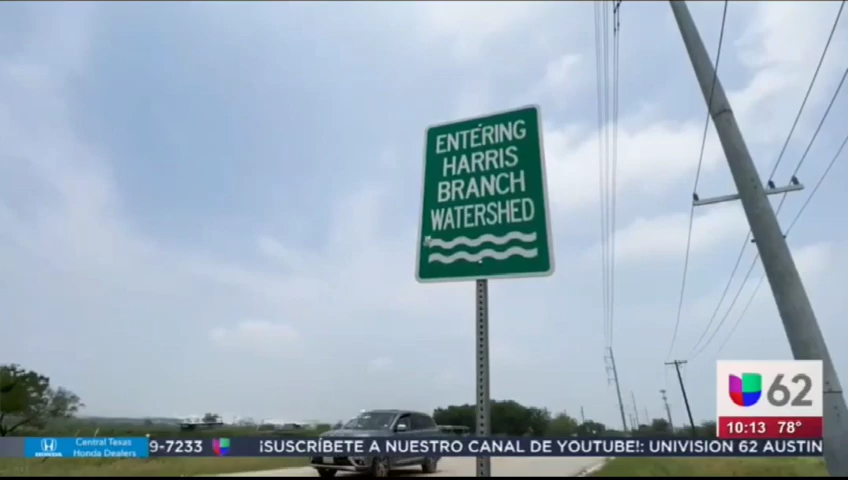 ENTERING
HARRIS
BRANCH
WATERSHED
62
10:13 78°
HONDA
Central Texas
Honda Dealers
9-7233 ¡SUSCRÍBETE A NUESTRO CANAL DE YOUTUBE!: UNIVISION 62 AUSTIN